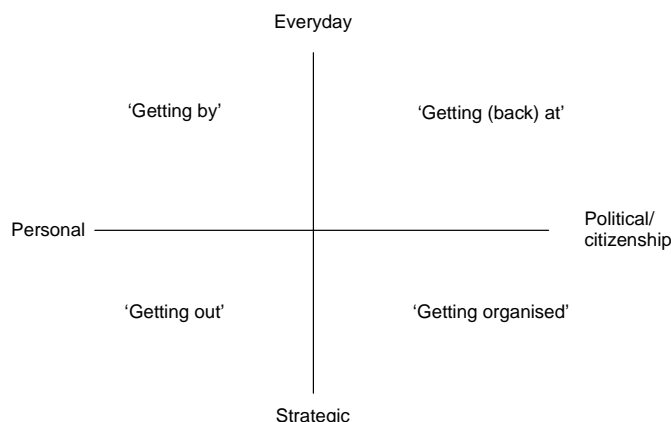 Everyday
‘Getting by’
‘Getting (back) at’
Personal
Political/
citizenship
‘Getting out’
‘Getting organised’
Strategic